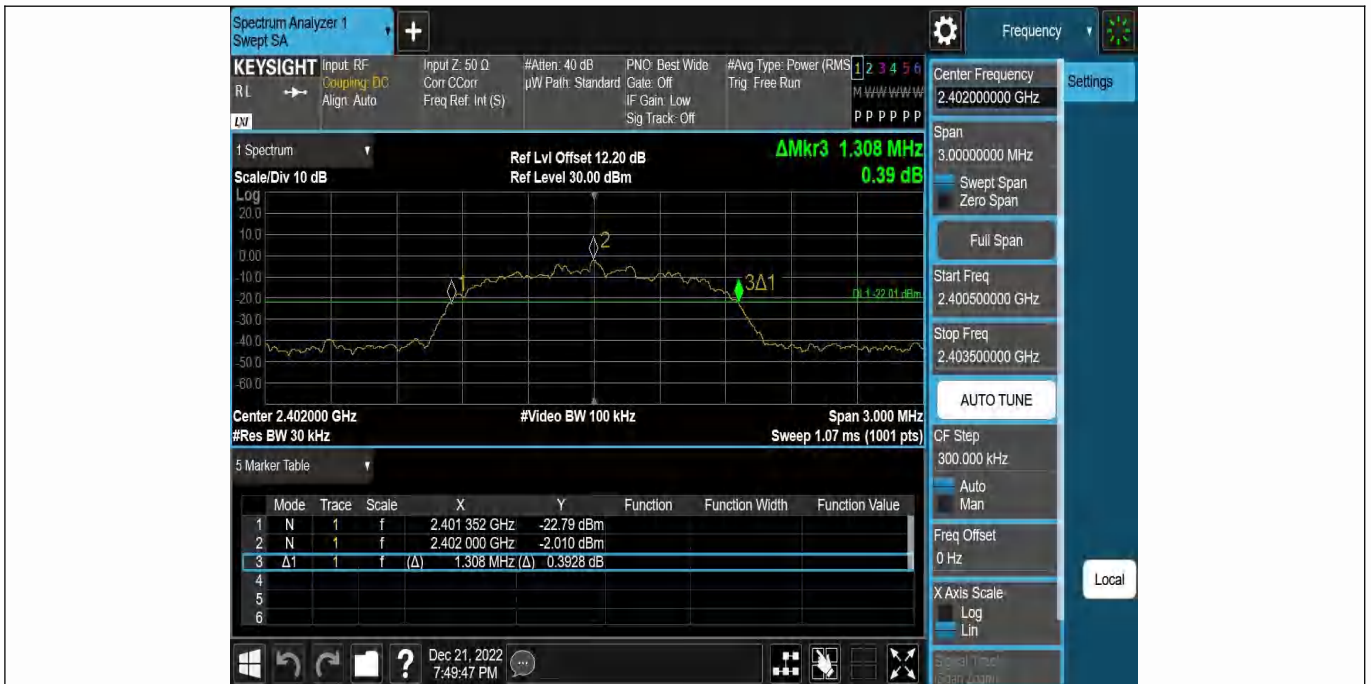 Spectrum Analyzer 1
Swept SA
Frequency
KEYSIGHT
RL
LXI
Input: RF
Coupling: DC
Align: Auto
Input Z: 50 Ω
Corr CCorr
Freq Ref: Int (S)
#Atten: 40 dB
µW Path: Standard
PNO: Best Wide
Gate: Off
IF Gain: Low
Sig Track: Off
#Avg Type: Power (RMS
Trig: Free Run
1 2 3 4 5 6
M W W W W W
P P P P P P
1 Spectrum
Scale/Div 10 dB
Ref Lvl Offset 12.20 dB
Ref Level 30.00 dBm
ΔMkr3 1.308 MHz
0.39 dB
Log
20.0
10.0
0.00
-10.0
-20.0
-30.0
-40.0
-50.0
-60.0
1
2
3Δ1
DL1 -22.01 dBm
Center 2.402000 GHz
#Res BW 30 kHz
#Video BW 100 kHz
Span 3.000 MHz
Sweep 1.07 ms (1001 pts)
5 Marker Table
Mode Trace Scale X Y Function Function Width Function Value
1 N 1 f 2.401 352 GHz -22.79 dBm
2 N 1 f 2.402 000 GHz -2.010 dBm
3 Δ1 1 f (Δ) 1.308 MHz (Δ) 0.3928 dB
4
5
6
?
Dec 21, 2022
7:49:47 PM
Center Frequency
2.402000000 GHz
Settings
Span
3.00000000 MHz
Swept Span
Zero Span
Full Span
Start Freq
2.400500000 GHz
Stop Freq
2.403500000 GHz
AUTO TUNE
CF Step
300.000 kHz
Auto
Man
Freq Offset
0 Hz
X Axis Scale
Log
Lin
Local
Signal Track
(Span Zoom)